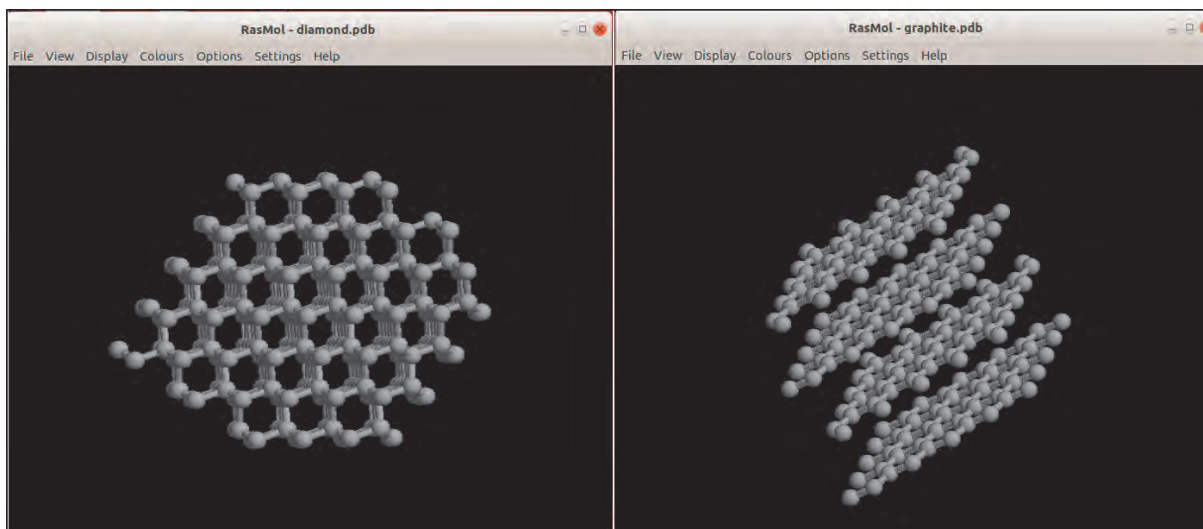 RasMol - diamond.pdb
File View Display Colours Options Settings Help
RasMol - graphite.pdb
File View Display Colours Options Settings Help